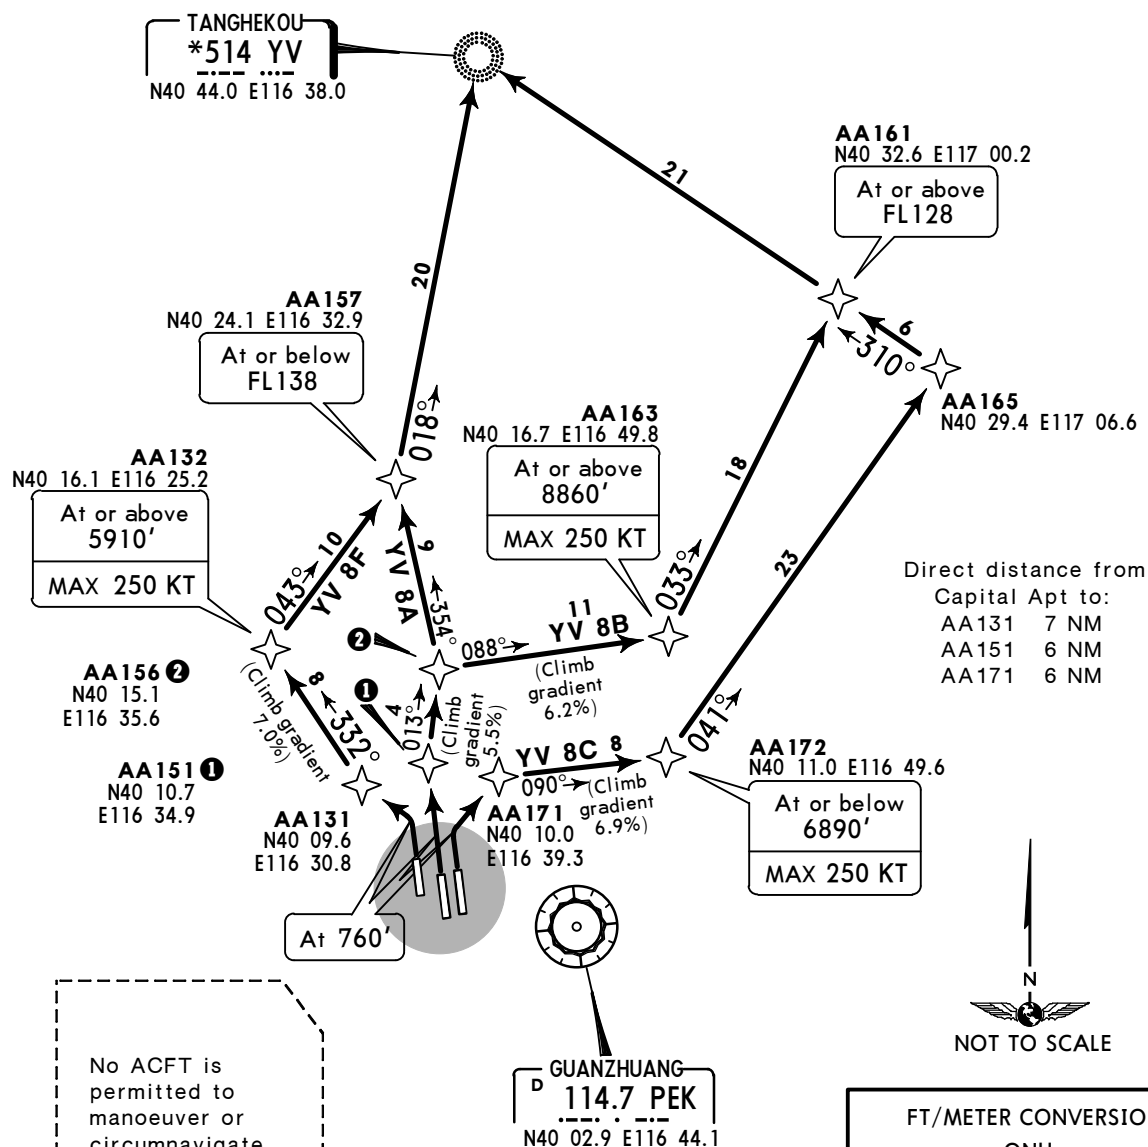 TANGHEKOU
*514 YV
N40 44.0 E116 38.0
AA161
N40 32.6 E117 00.2
At or above
FL128
21
20
AA157
N40 24.1 E116 32.9
At or below
FL138
6
310°
AA165
N40 29.4 E117 06.6
018°
AA163
N40 16.7 E116 49.8
At or above
8860'
MAX 250 KT
18
AA132
N40 16.1 E116 25.2
At or above
5910'
MAX 250 KT
10
043°
YV 8F
9
YV 8A
354°
033°
23
Direct distance from
Capital Apt to:
AA131 7 NM
AA151 6 NM
AA171 6 NM
2
088°
11
YV 8B
(Climb
gradient
6.2%)
AA156 2
N40 15.1
E116 35.6
8
332°
(Climb gradient
7.0%)
1
4
013°
(Climb
gradient
5.5%)
041°
YV 8C 8
090°
(Climb
gradient
6.9%)
AA172
N40 11.0 E116 49.6
At or below
6890'
MAX 250 KT
AA151 1
N40 10.7
E116 34.9
AA131
N40 09.6
E116 30.8
AA171
N40 10.0
E116 39.3
At 760'
N
NOT TO SCALE
No ACFT is
permitted to
manoeuver or
circumnavigate
GUANZHUANG
D 114.7 PEK
N40 02.9 E116 44.1
FT/METER CONVERSIO
QNH